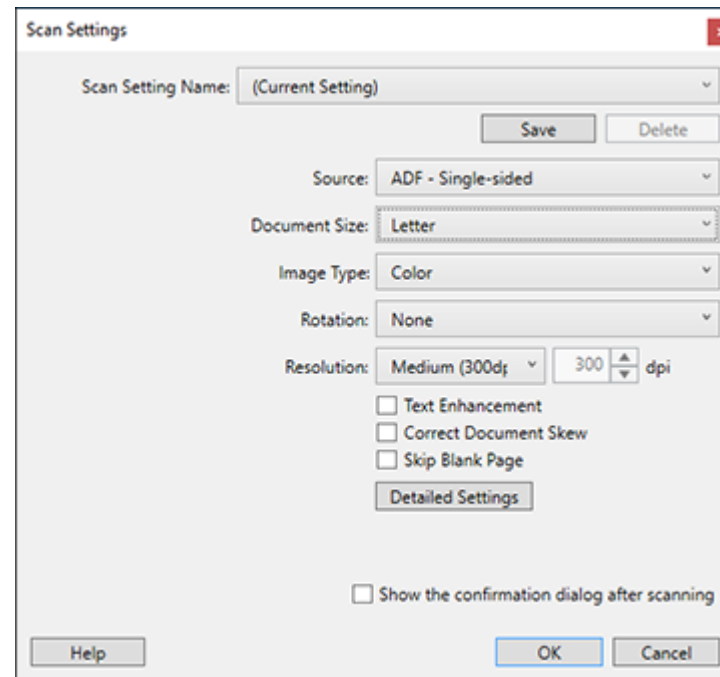 Scan Settings
Scan Setting Name: (Current Setting)
Save Delete
Source: ADF - Single-sided
Document Size: Letter
Image Type: Color
Rotation: None
Resolution: Medium (300dp 300 dpi
Text Enhancement
Correct Document Skew
Skip Blank Page
Detailed Settings
Show the confirmation dialog after scanning
Help OK Cancel